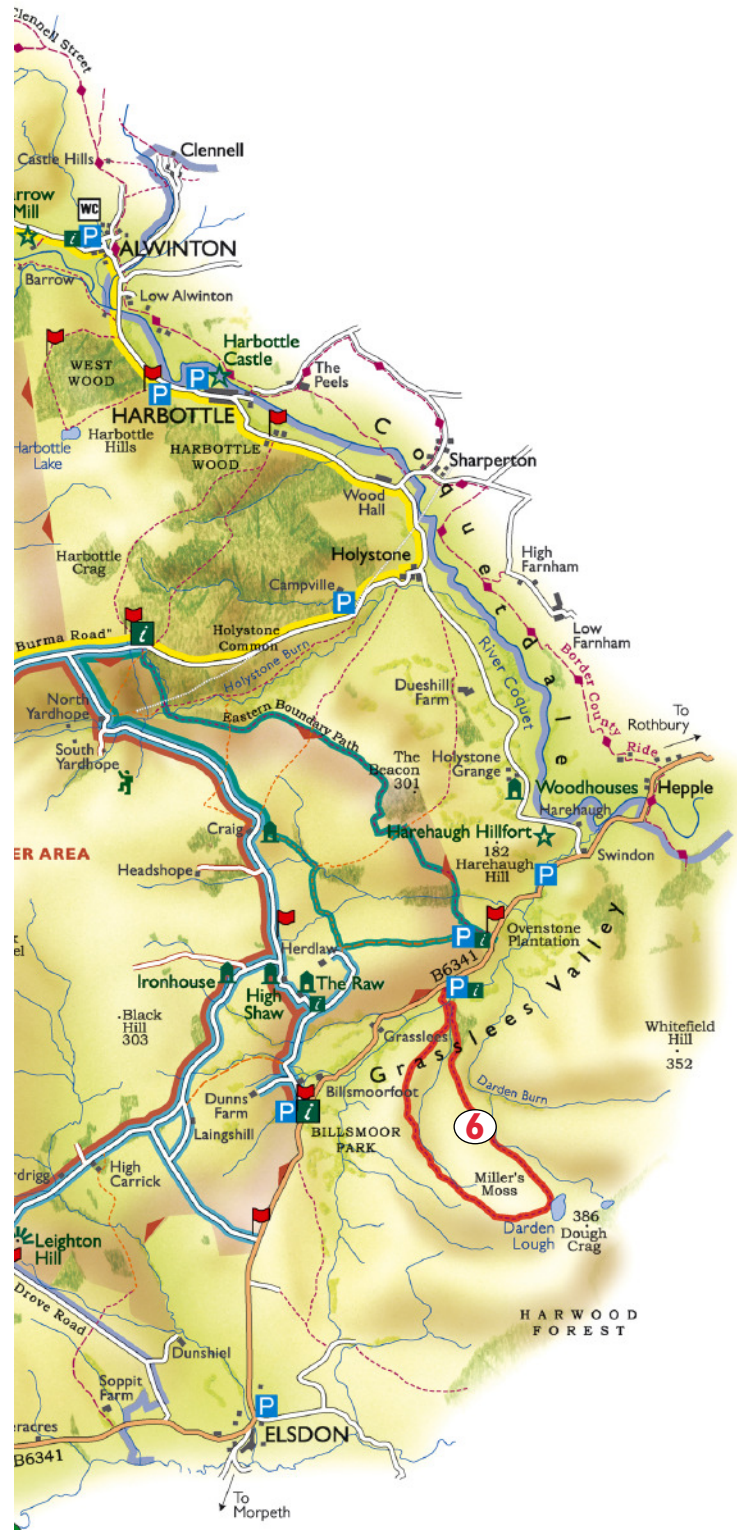 Clennell Street
Clennell
Castle Hills
WC
arrow
Mill
i
P
ALWINTON
Barrow
Low Alwinton
Harbottle
Castle
WEST
WOOD
P
The
Peels
P
HARBOTTLE
Harbottle
Lake
Harbottle
Hills
HARBOTTLE
WOOD
Coquetdale
Sharperton
Wood
Hall
Holystone
High
Farnham
Harbottle
Crag
Campville
P
Low
Farnham
i
Burma Road"
Holystone
Common
Holystone Burn
River Coquet
Border County Ride
Dueshill
Farm
To
Rothbury
North
Yardhope
Eastern Boundary Path
South
Yardhope
The
Beacon
301
Holystone
Grange
Woodhouses
Hepple
Harehaugh
Craig
Harehaugh Hillfort
ER AREA
182
Harehaugh
Hill
Swindon
Headshope
P
Ovenstone
Plantation
P
i
Herdlaw
B6341
el
Ironhouse
High
Shaw
The Raw
i
P
i
Grasslees Valley
Black
Hill
303
Grasslees
Whitefield
Hill
352
Dunns
Farm
Billsmoorfoot
Darden Burn
P
i
Laingshill
BILLSMOOR
PARK
6
High
Carrick
rdrigg
Miller's
Moss
Darden
Lough
386
Dough
Crag
Leighton
Hill
Drove Road
HARWOOD
FOREST
Dunshiel
Soppit
Farm
P
ELSDON
eracres
B6341
To
Morpeth